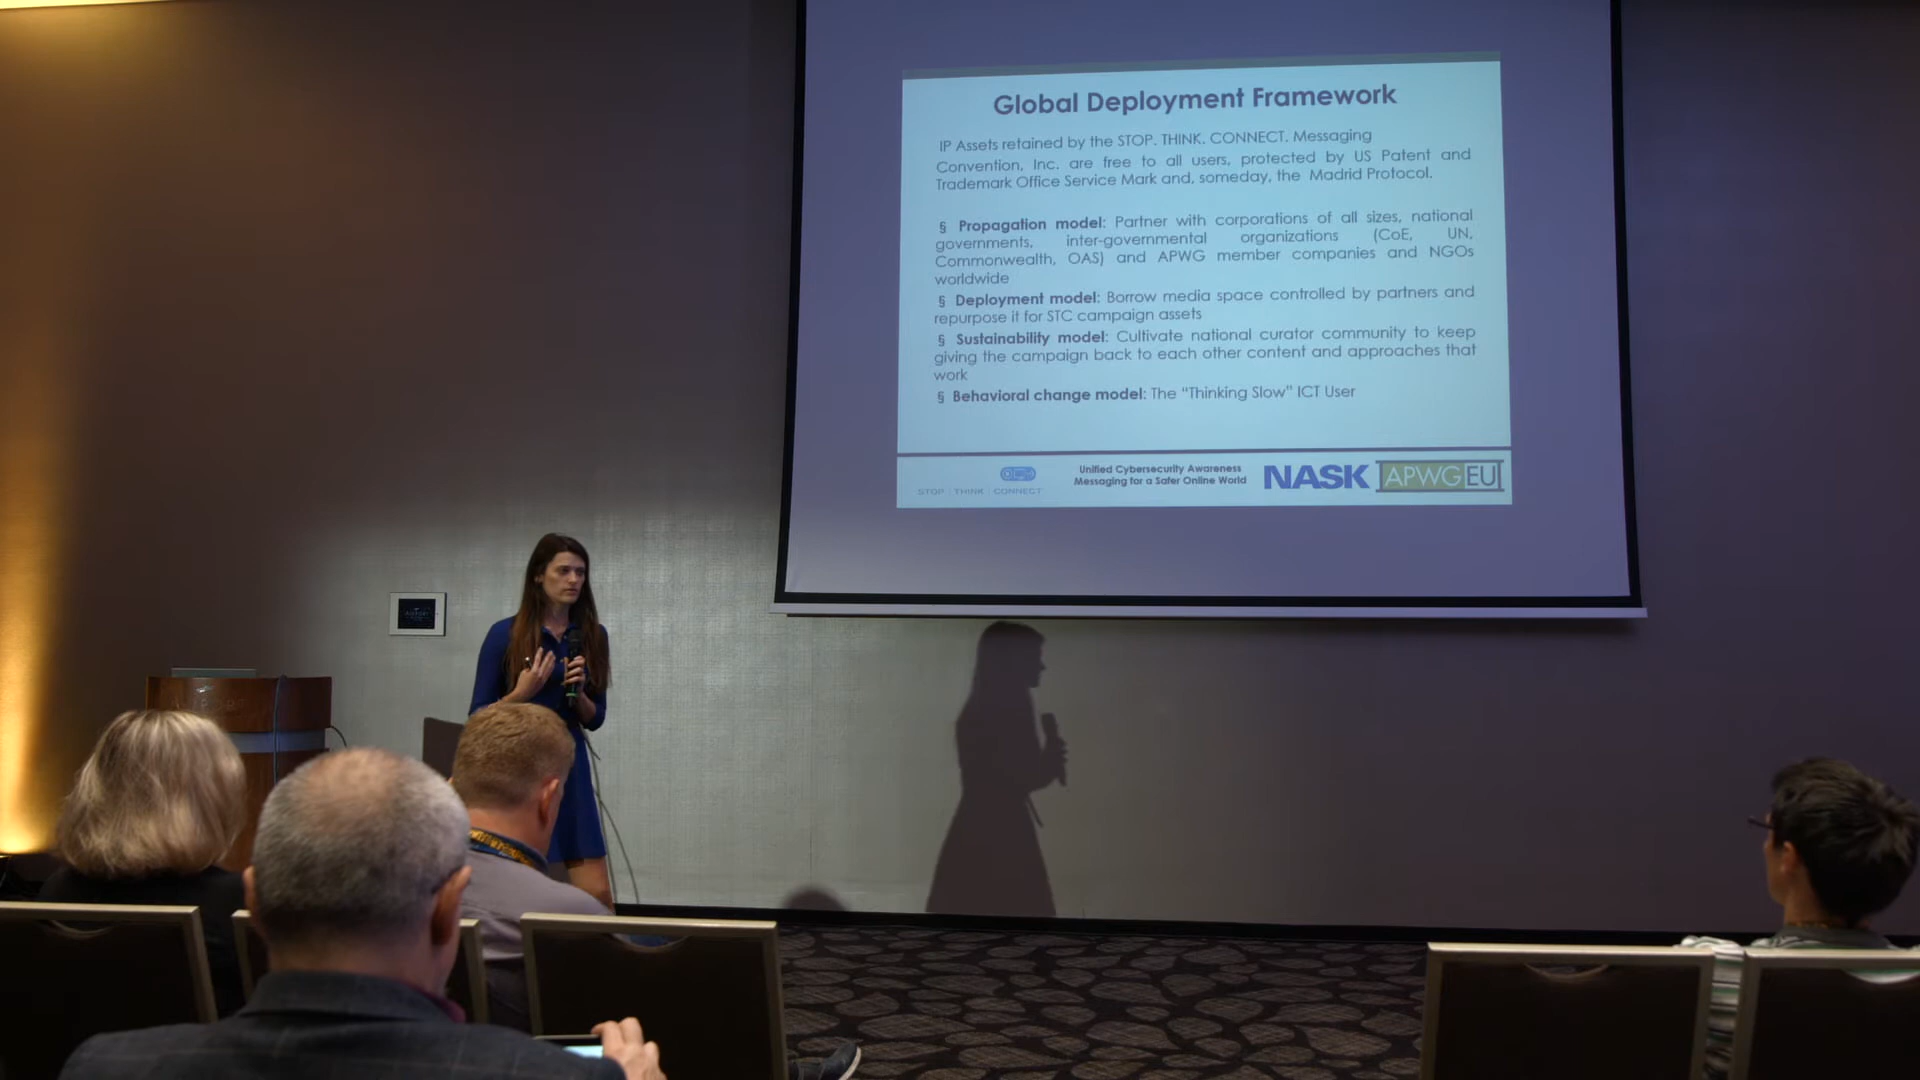 Global Deployment Framework
IP Assets retained by the STOP. THINK. CONNECT. Messaging
Convention, Inc. are free to all users, protected by US Patent and
Trademark Office Service Mark and, someday, the Madrid Protocol.
§ Propagation model: Partner with corporations of all sizes, national
governments, inter-governmental organizations (CoE, UN,
Commonwealth, OAS) and APWG member companies and NGOs
worldwide
§ Deployment model: Borrow media space controlled by partners and
repurpose it for STC campaign assets
§ Sustainability model: Cultivate national curator community to keep
giving the campaign back to each other content and approaches that
work
§ Behavioral change model: The “Thinking Slow” ICT User
STOP THINK CONNECT
Unified Cybersecurity Awareness
Messaging for a Safer Online World
NASK
APWG EU